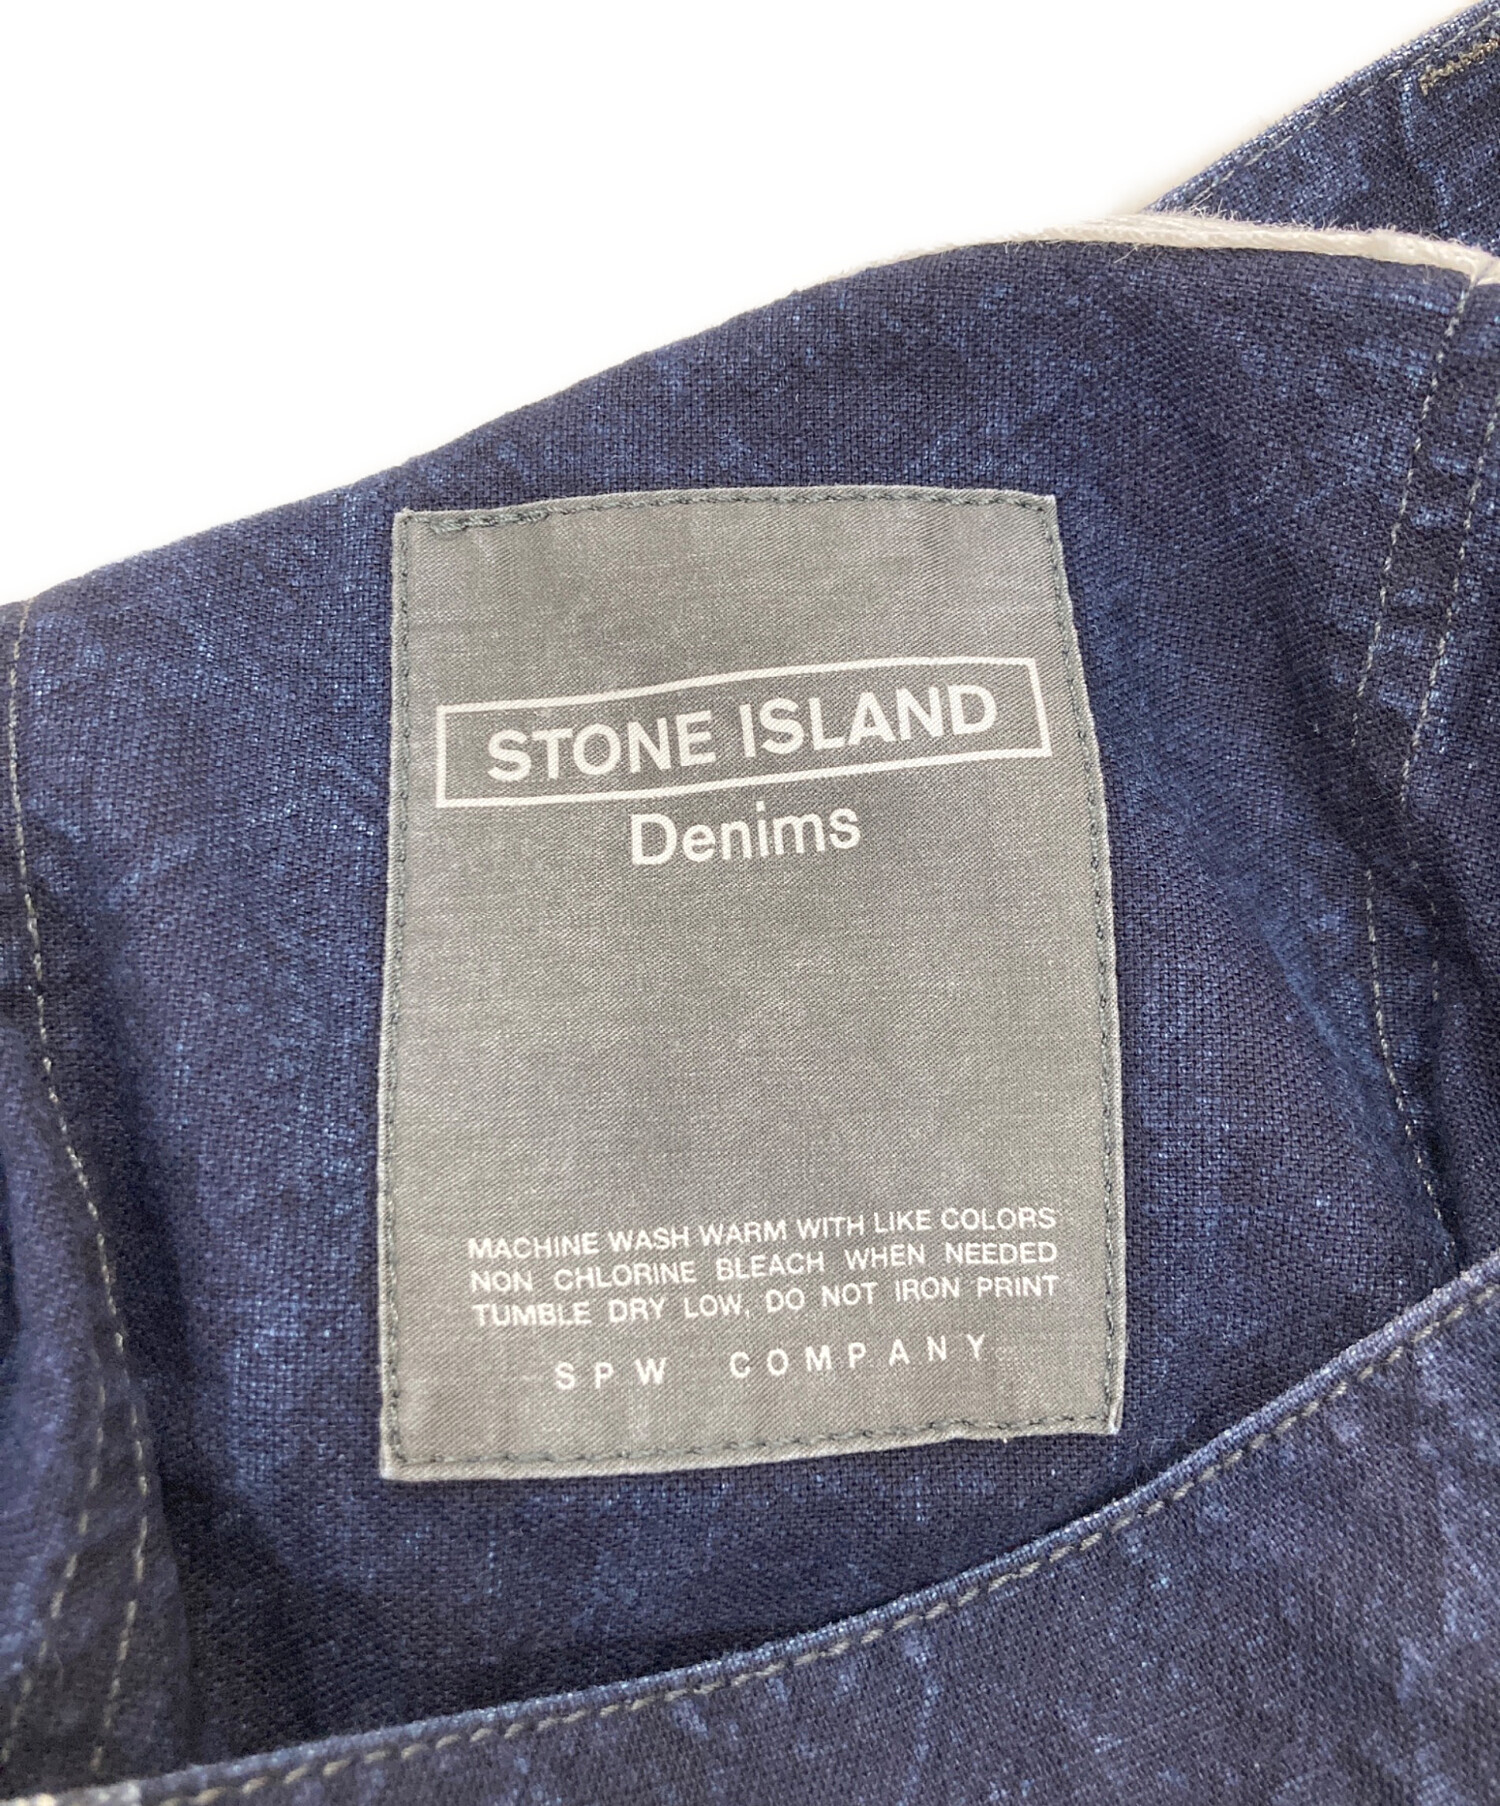 STONE ISLAND
Denims
MACHINE WASH WARM WITH LIKE COLORS
NON CHLORINE BLEACH WHEN NEEDED
TUMBLE DRY LOW, DO NOT IRON PRINT
SPW COMPANY